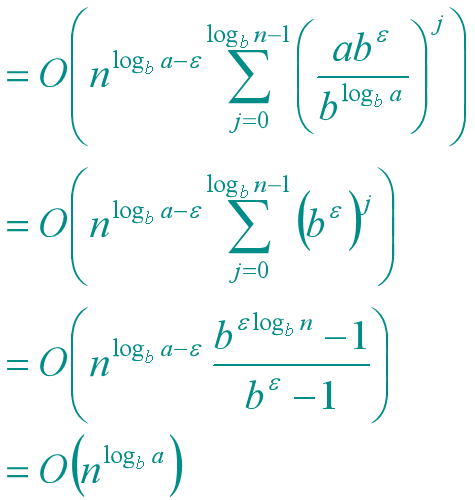 = O( n^{log_b a−ε} ∑_{j=0}^{log_b n−1} ( ab^ε / b^{log_b a} )^j )
= O( n^{log_b a−ε} ∑_{j=0}^{log_b n−1} ( b^ε )^j )
= O( n^{log_b a−ε} (b^{ε log_b n} − 1) / (b^ε − 1) )
= O( n^{log_b a} )